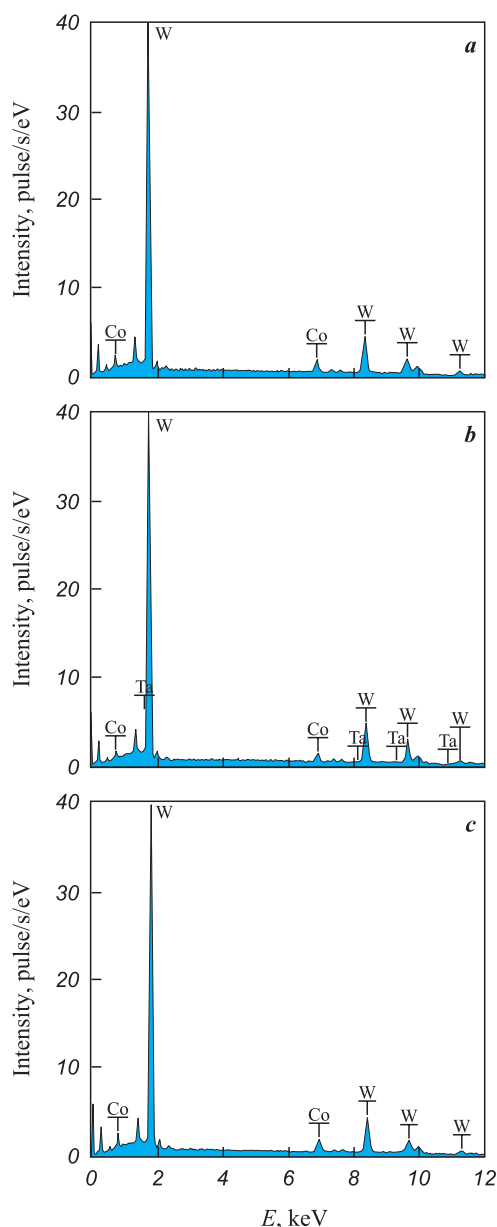 40
W
a
30
20
Intensity, pulse/s/eV
10
Co
Co
W
W
W
0
40
W
b
30
20
Intensity, pulse/s/eV
10
Ta
Co
Co
Ta
W
Ta
W
Ta
W
0
40
W
c
30
20
Intensity, pulse/s/eV
10
Co
Co
W
W
W
0
0 2 4 6 8 10 12
E, keV